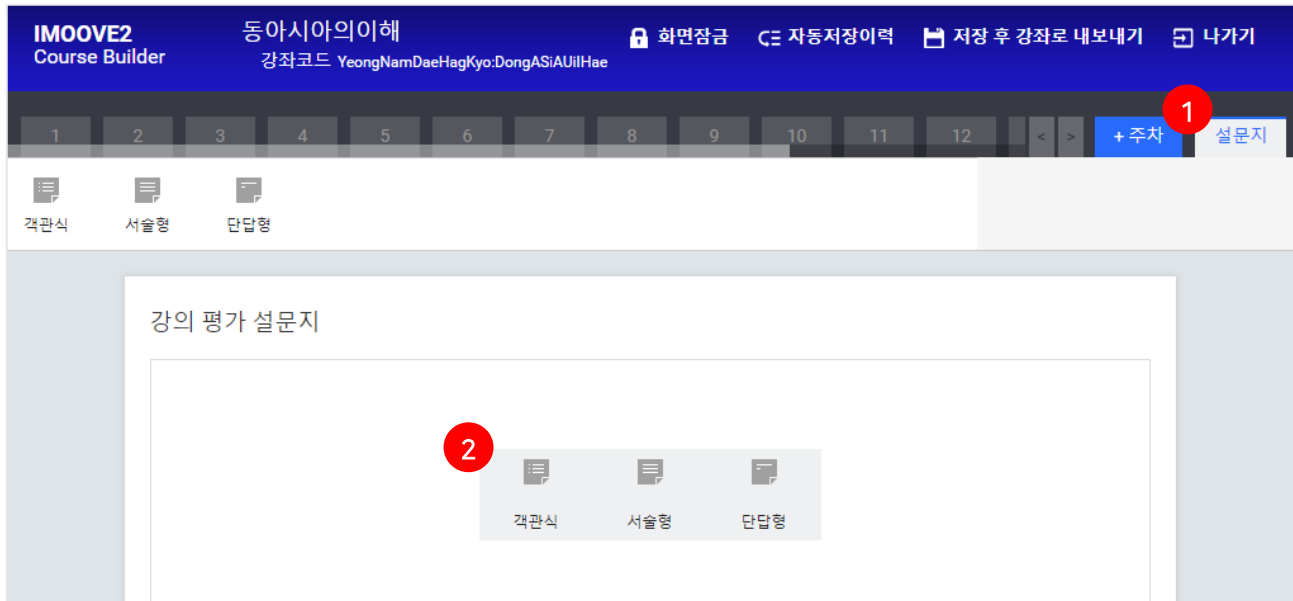 IMOOVE2 동아시아의이해 화면잠금 자동저장이력 저장 후 강좌로 내보내기 나가기
Course Builder 강좌코드 YeongNamDaeHagKyo:DongASiAUiIHae
1
1 2 3 4 5 6 7 8 9 10 11 12 < > + 주차 설문지
객관식 서술형 단답형
강의 평가 설문지
2
객관식 서술형 단답형